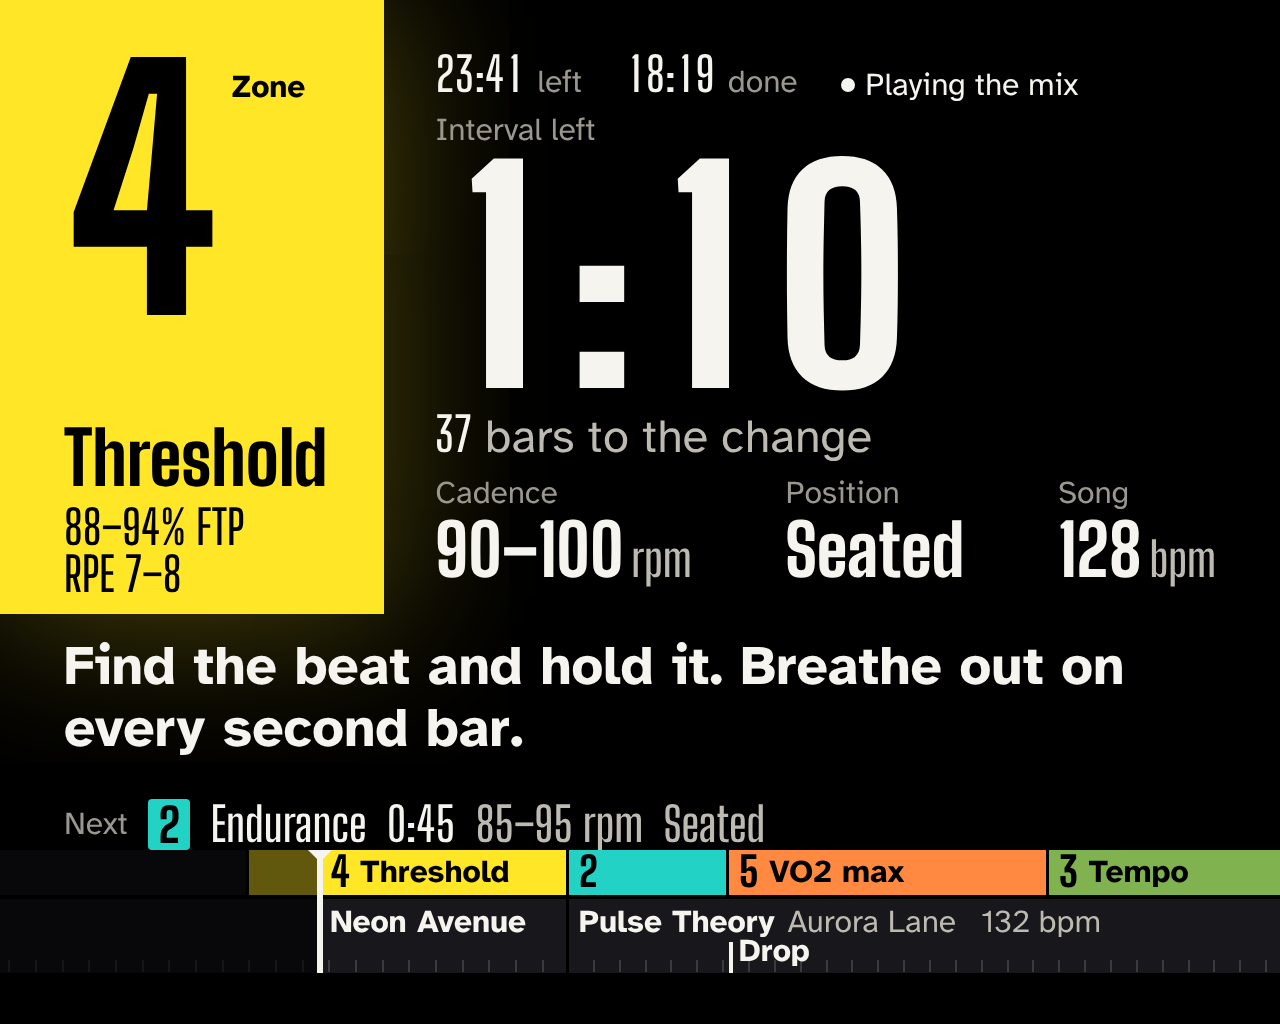 4 Zone
Threshold
88–94% FTP
RPE 7–8
23:41 left 18:19 done Playing the mix
Interval left
1:10
37 bars to the change
Cadence Position Song
90–100 rpm Seated 128 bpm
Find the beat and hold it. Breathe out on
every second bar.
Next 2 Endurance 0:45 85–95 rpm Seated
4 Threshold 2 5 VO2 max 3 Tempo
Neon Avenue Pulse Theory Aurora Lane 132 bpm
Drop